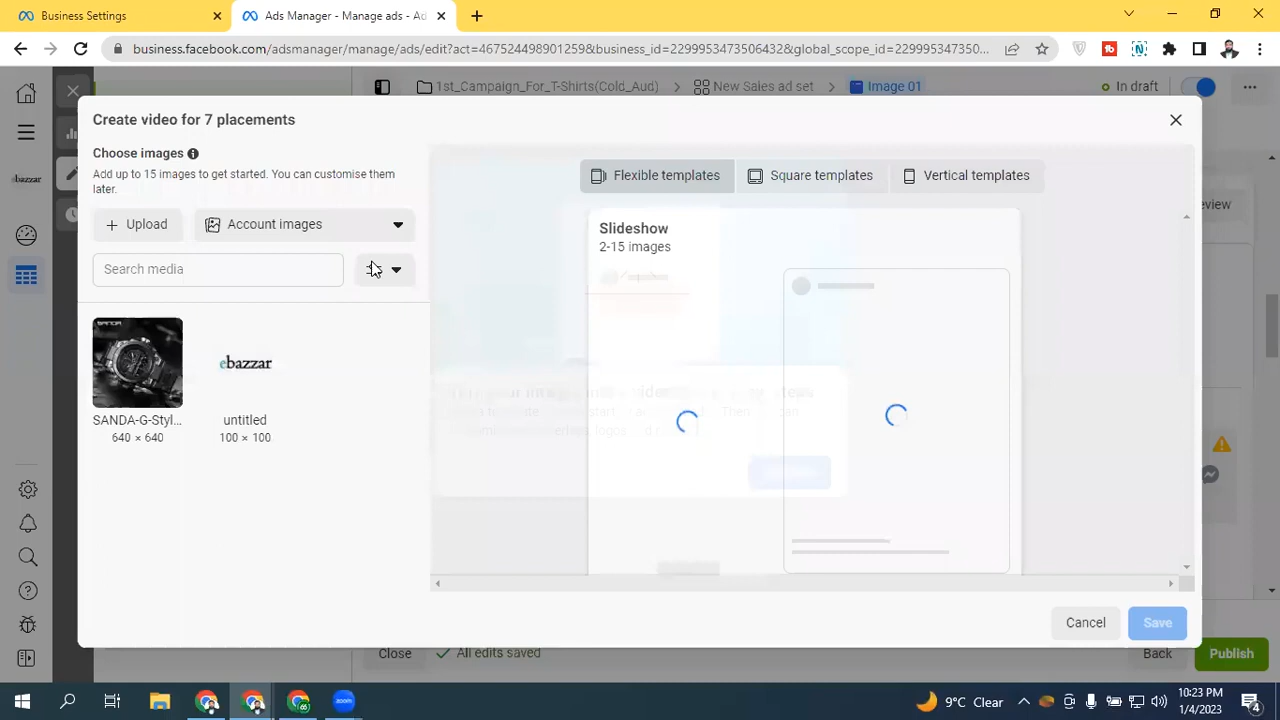 Business Settings
Ads Manager - Manage ads - Ad
business.facebook.com/adsmanager/manage/ads/edit?act=467524498901259&business_id=2299953473526432&global_scope_id=229995347350...
1st_Campaign_For_T-Shirts(Cold_Aud)
New Sales ad set
Image 01
In draft
Create video for 7 placements
Choose images
Add up to 15 images to get started. You can customise them
later.
Flexible templates
Square templates
Vertical templates
+ Upload
Account images
Slideshow
2-15 images
Search media
ebazzar
ebazzar
SANDA-G-Styl...
640 × 640
untitled
100 × 100
Cancel
Save
Close
All edits saved
Back
Publish
9°C Clear
10:23 PM
1/4/2023
4